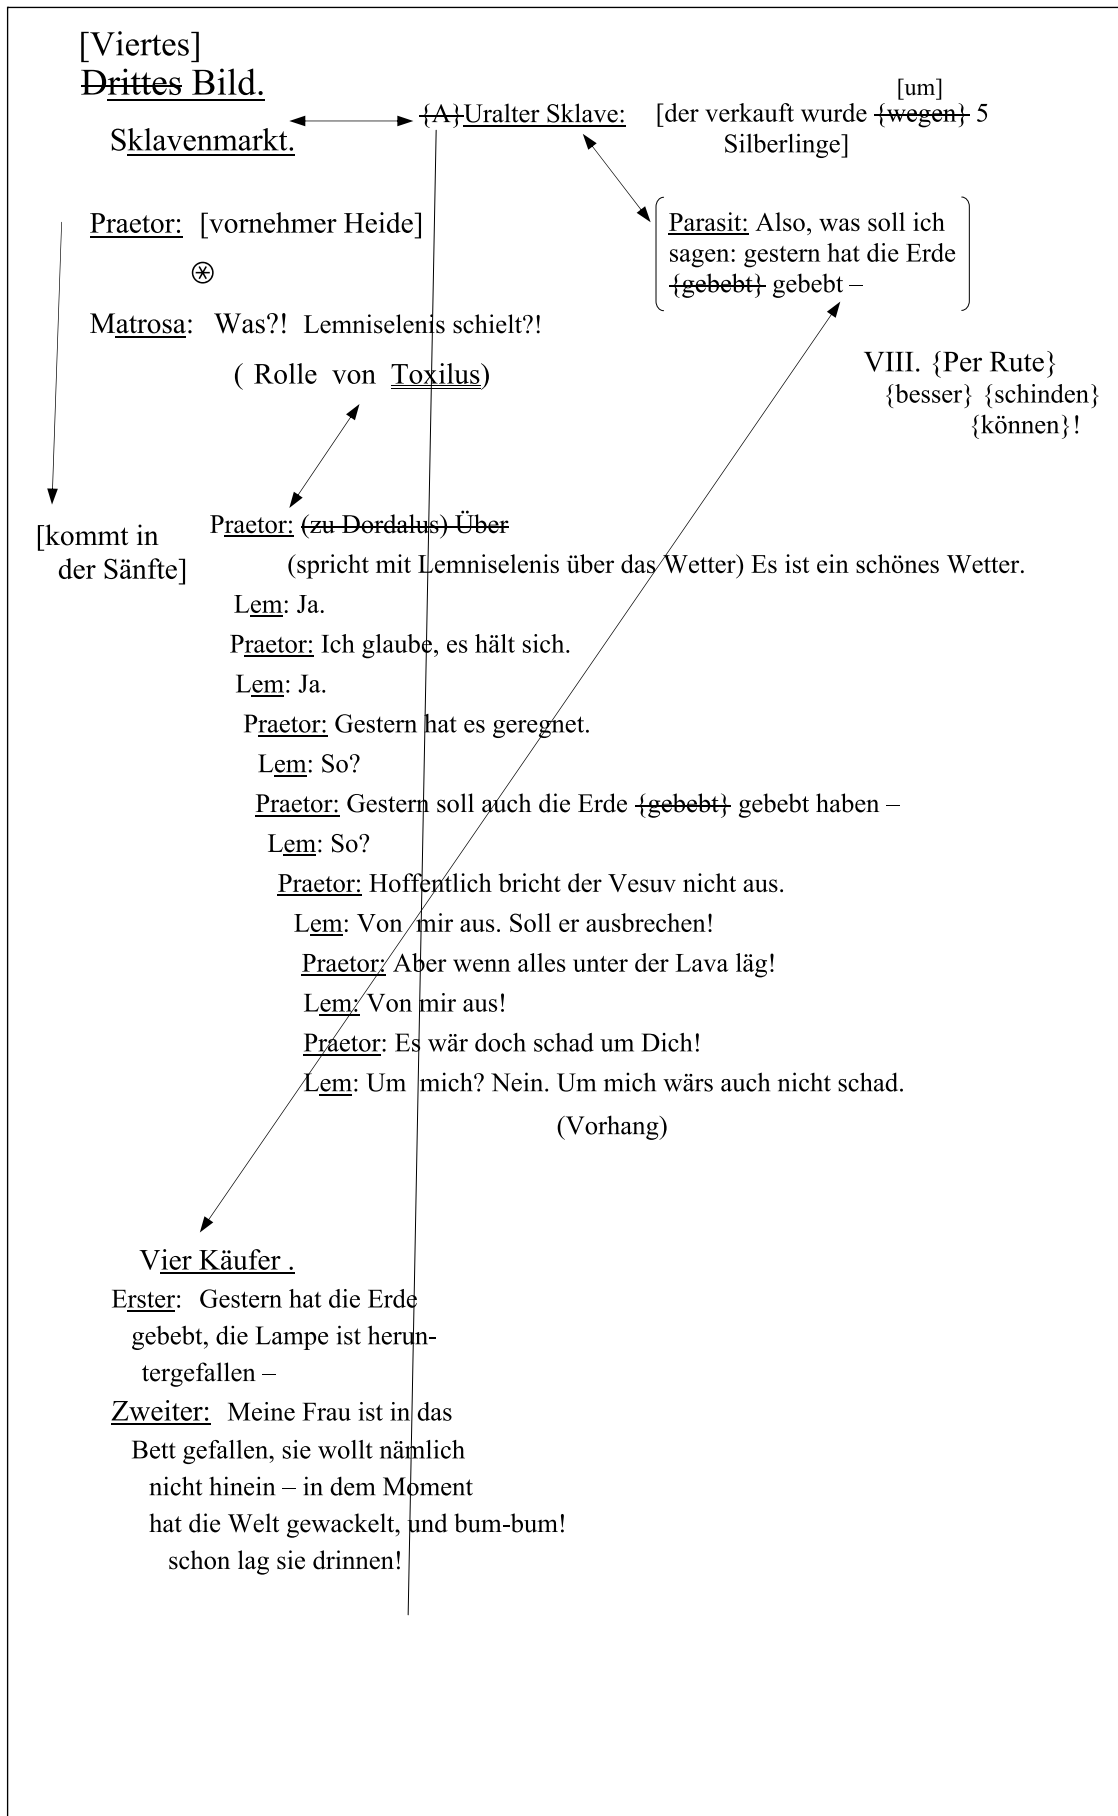 [Viertes]
Drittes Bild.
Sklavenmarkt.
{A}Uralter Sklave: [der verkauft wurde {wegen} 5
[um]
Silberlinge]
Praetor: [vornehmer Heide]
Parasit: Also, was soll ich
sagen: gestern hat die Erde
{gebebt} gebebt –
Matrosa: Was?! Lemniselenis schielt?!
( Rolle von Toxilus)
VIII. {Per Rute}
{besser} {schinden}
{können}!
[kommt in
der Sänfte]
Praetor: (zu Dordalus) Über
(spricht mit Lemniselenis über das Wetter) Es ist ein schönes Wetter.
Lem: Ja.
Praetor: Ich glaube, es hält sich.
Lem: Ja.
Praetor: Gestern hat es geregnet.
Lem: So?
Praetor: Gestern soll auch die Erde {gebebt} gebebt haben –
Lem: So?
Praetor: Hoffentlich bricht der Vesuv nicht aus.
Lem: Von mir aus. Soll er ausbrechen!
Praetor: Aber wenn alles unter der Lava läg!
Lem: Von mir aus!
Praetor: Es wär doch schad um Dich!
Lem: Um mich? Nein. Um mich wärs auch nicht schad.
(Vorhang)
Vier Käufer .
Erster: Gestern hat die Erde
gebebt, die Lampe ist herun-
tergefallen –
Zweiter: Meine Frau ist in das
Bett gefallen, sie wollt nämlich
nicht hinein – in dem Moment
hat die Welt gewackelt, und bum-bum!
schon lag sie drinnen!